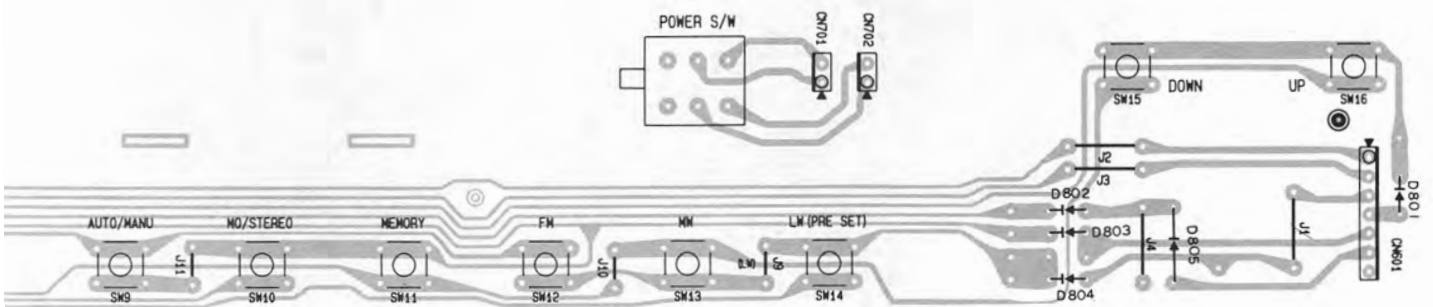 POWER S/W
CN701
CN702
DOWN
UP
SW15
SW16
J2
J3
D801
D802
AUTO/MANU
MO/STEREO
MEMORY
FM
MW
LW(PRE SET)
D803
J1
J4
D805
CN601
J11
J10
(LW)
J9
D804
SW9
SW10
SW11
SW12
SW13
SW14